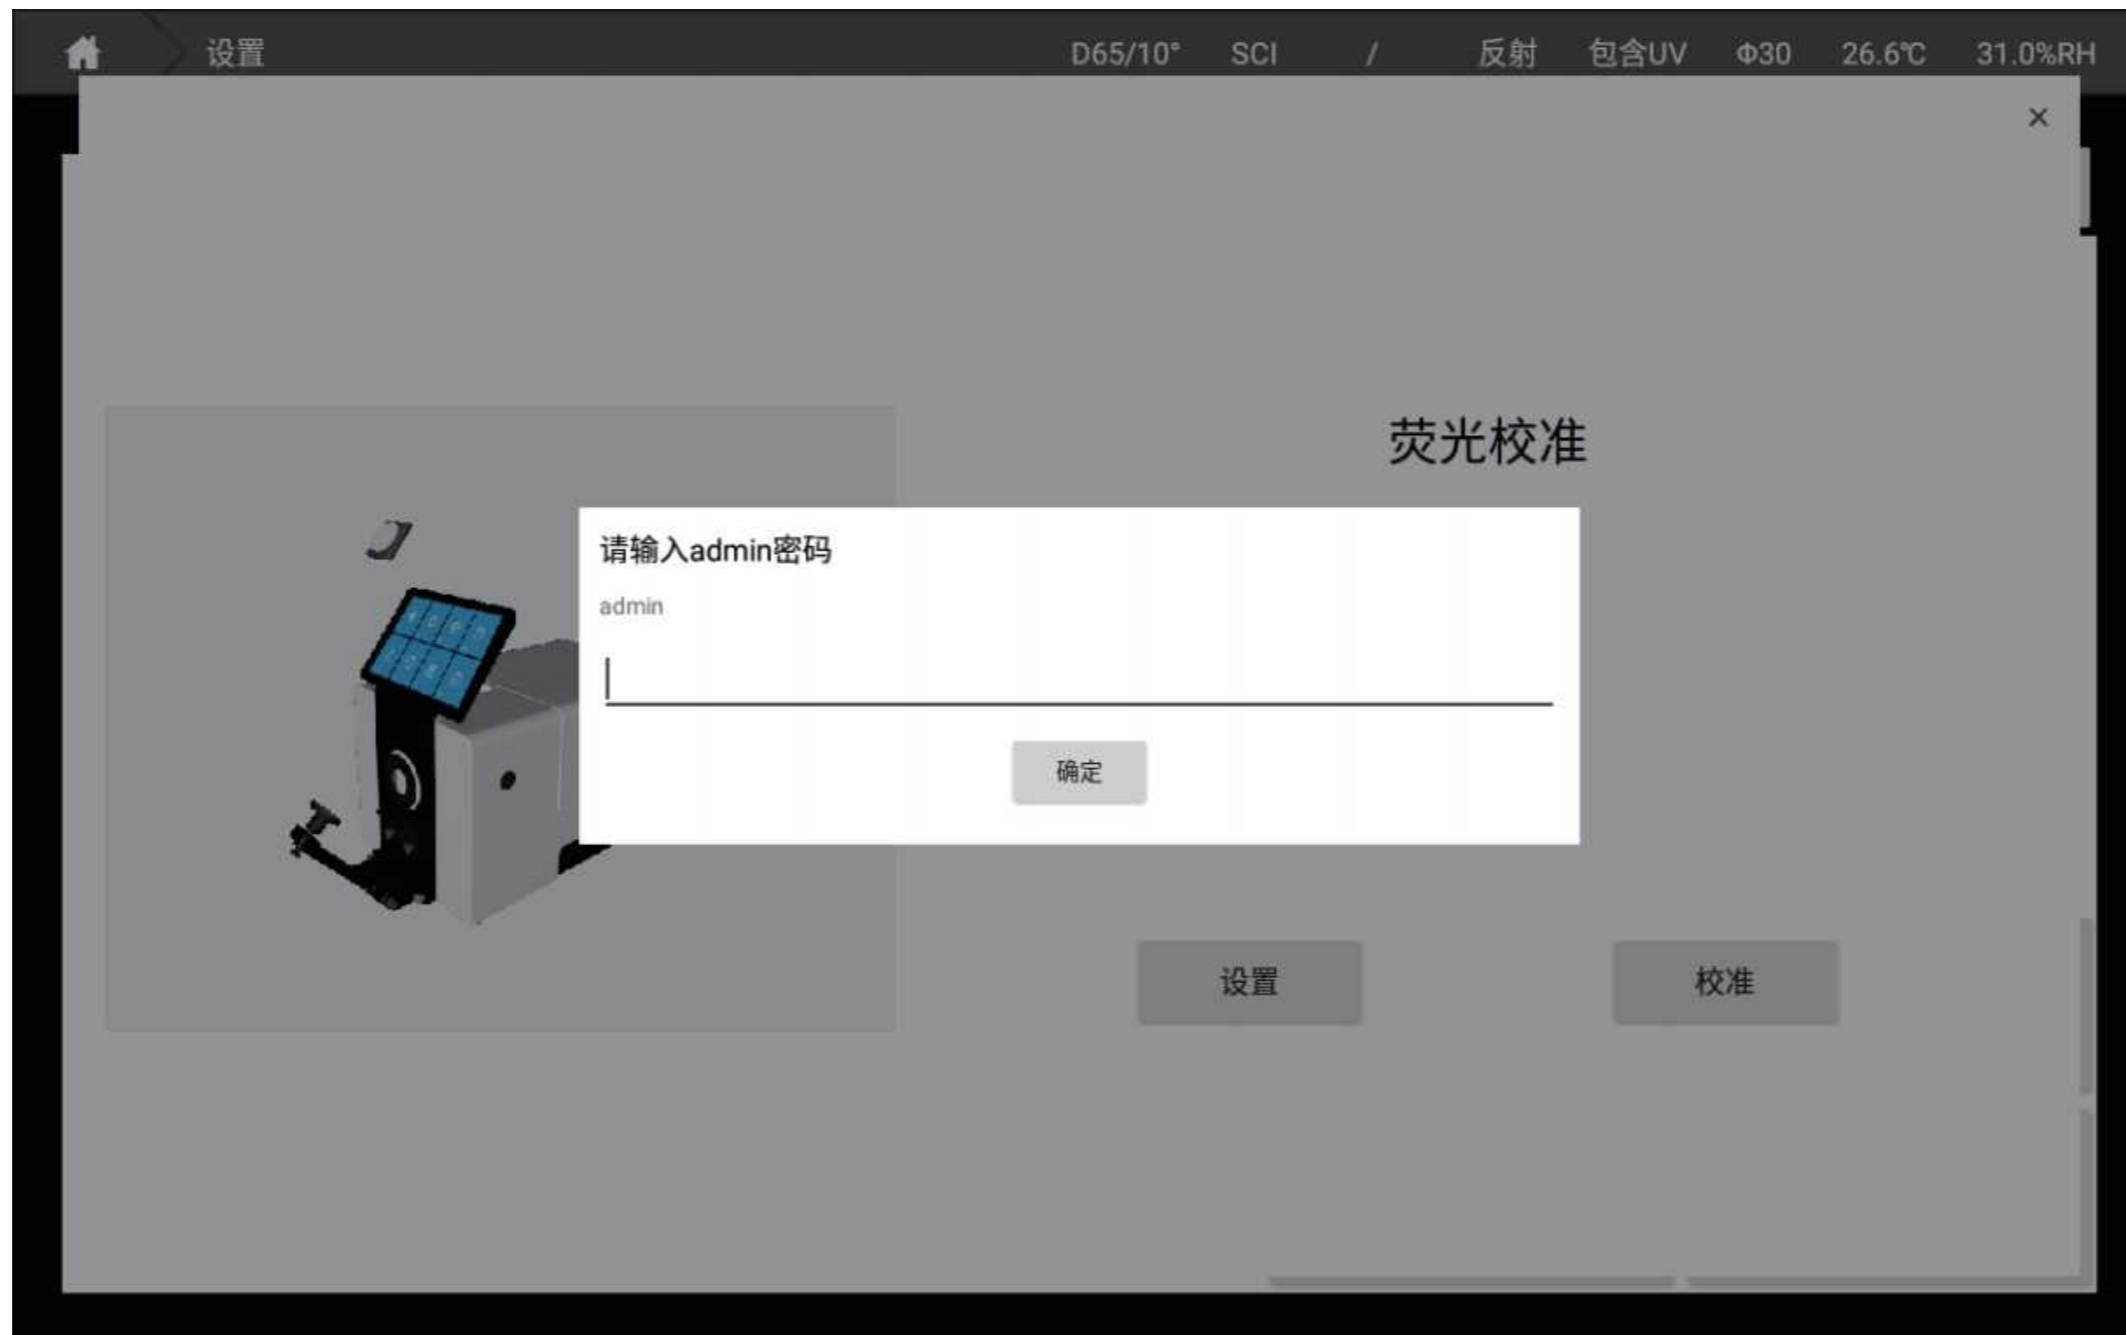 设置 D65/10° SCI / 反射 包含UV Φ30 26.6℃ 31.0%RH
×
荧光校准
请输入admin密码
admin
确定
设置 校准